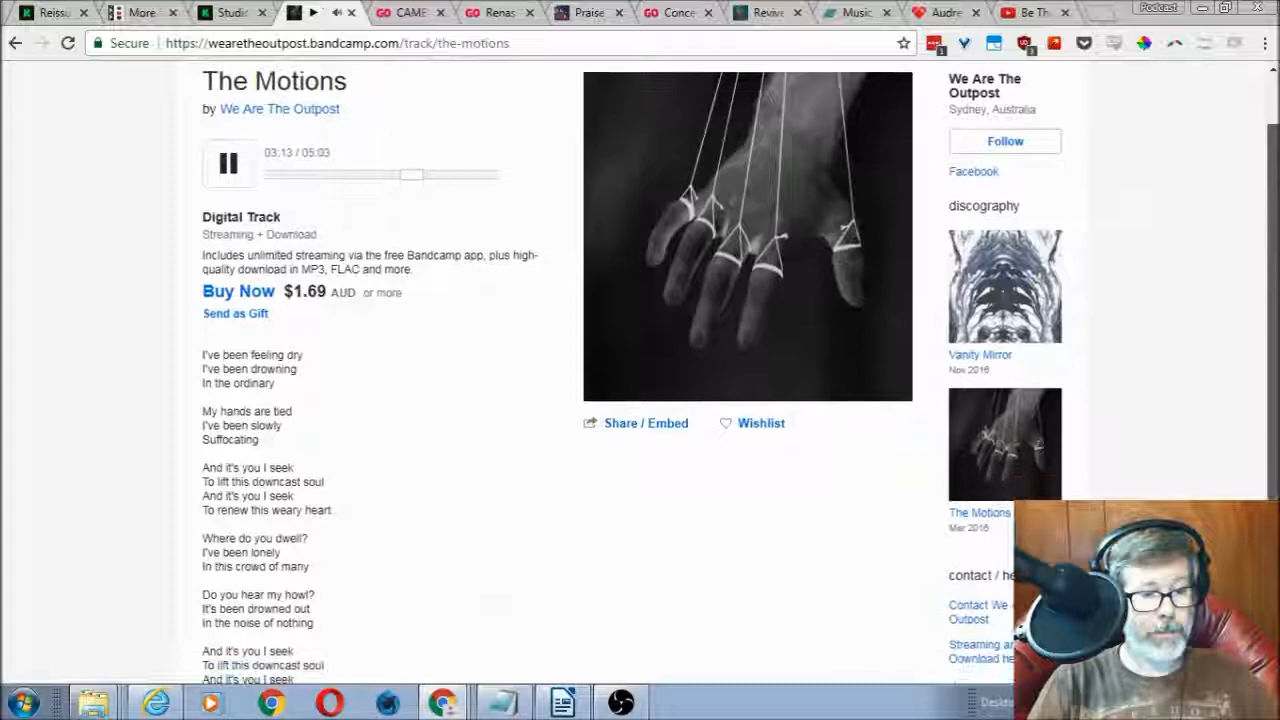 Reissu
More
Studio
CAME
Renas
Praise
Conce
Revive
Music
Audre
Be Th
Podcast
Secure
https://wearetheoutpost.bandcamp.com/track/the-motions
The Motions
by We Are The Outpost
03:13 / 05:03
Digital Track
Streaming + Download
Includes unlimited streaming via the free Bandcamp app, plus high-
quality download in MP3, FLAC and more.
Buy Now $1.69 AUD or more
Send as Gift
I've been feeling dry
I've been drowning
In the ordinary
My hands are tied
I've been slowly
Suffocating
And it's you I seek
To lift this downcast soul
And it's you I seek
To renew this weary heart
Where do you dwell?
I've been lonely
In this crowd of many
Do you hear my howl?
It's been drowned out
In the noise of nothing
And it's you I seek
To lift this downcast soul
And it's you I seek
Share / Embed
Wishlist
We Are The
Outpost
Sydney, Australia
Follow
Facebook
discography
Vanity Mirror
Nov 2016
The Motions
Mar 2016
contact / he
Contact We
Outpost
Streaming an
Download he
Deskto